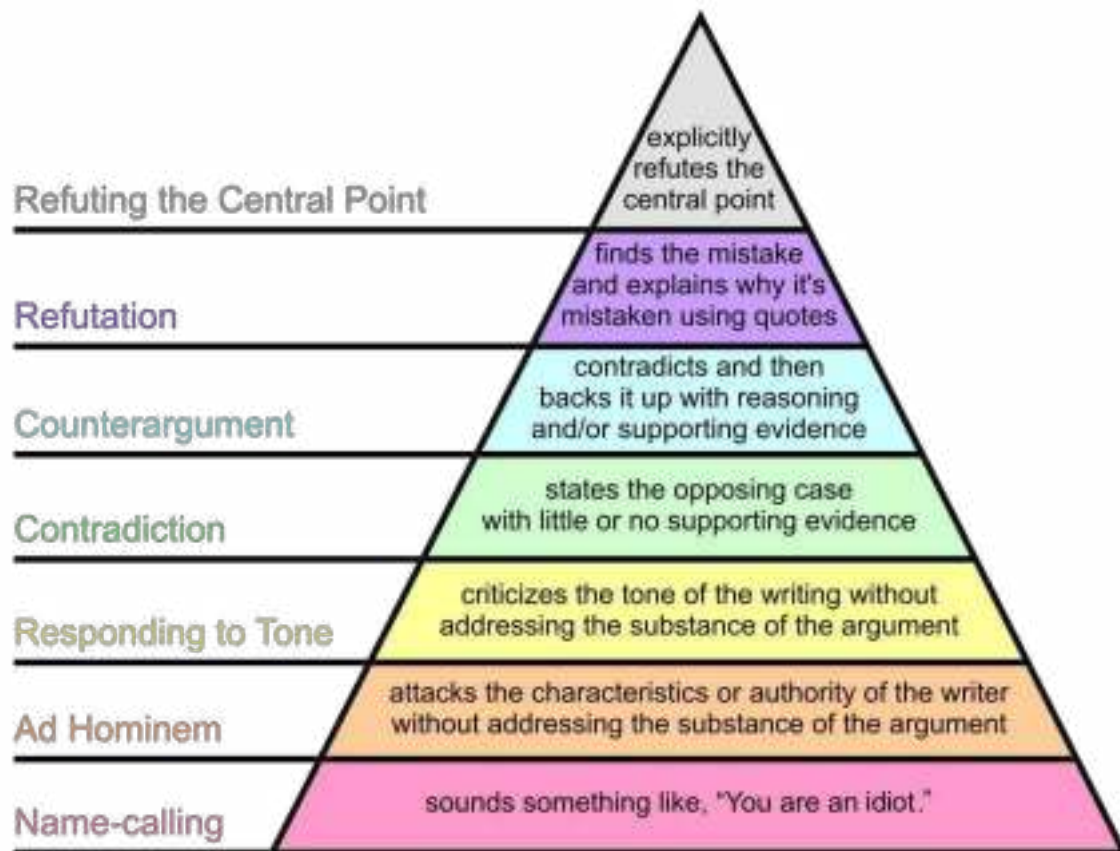 explicitly
refutes the
central point
Refuting the Central Point
finds the mistake
and explains why it's
mistaken using quotes
Refutation
contradicts and then
backs it up with reasoning
and/or supporting evidence
Counterargument
states the opposing case
with little or no supporting evidence
Contradiction
criticizes the tone of the writing without
addressing the substance of the argument
Responding to Tone
attacks the characteristics or authority of the writer
without addressing the substance of the argument
Ad Hominem
sounds something like, “You are an idiot.”
Name-calling